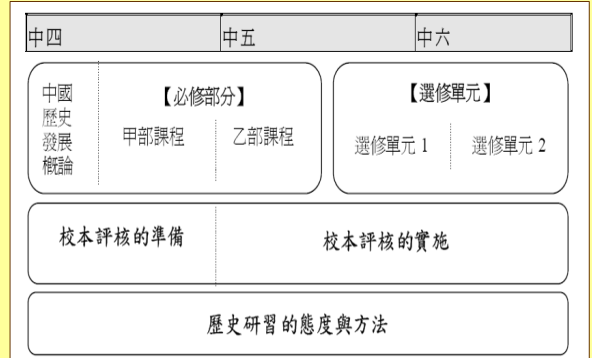 中四 中五 中六
中國歷史發展概論
【必修部分】
甲部課程 乙部課程
【選修單元】
選修單元 1 選修單元 2
校本評核的準備 校本評核的實施
歷史研習的態度與方法